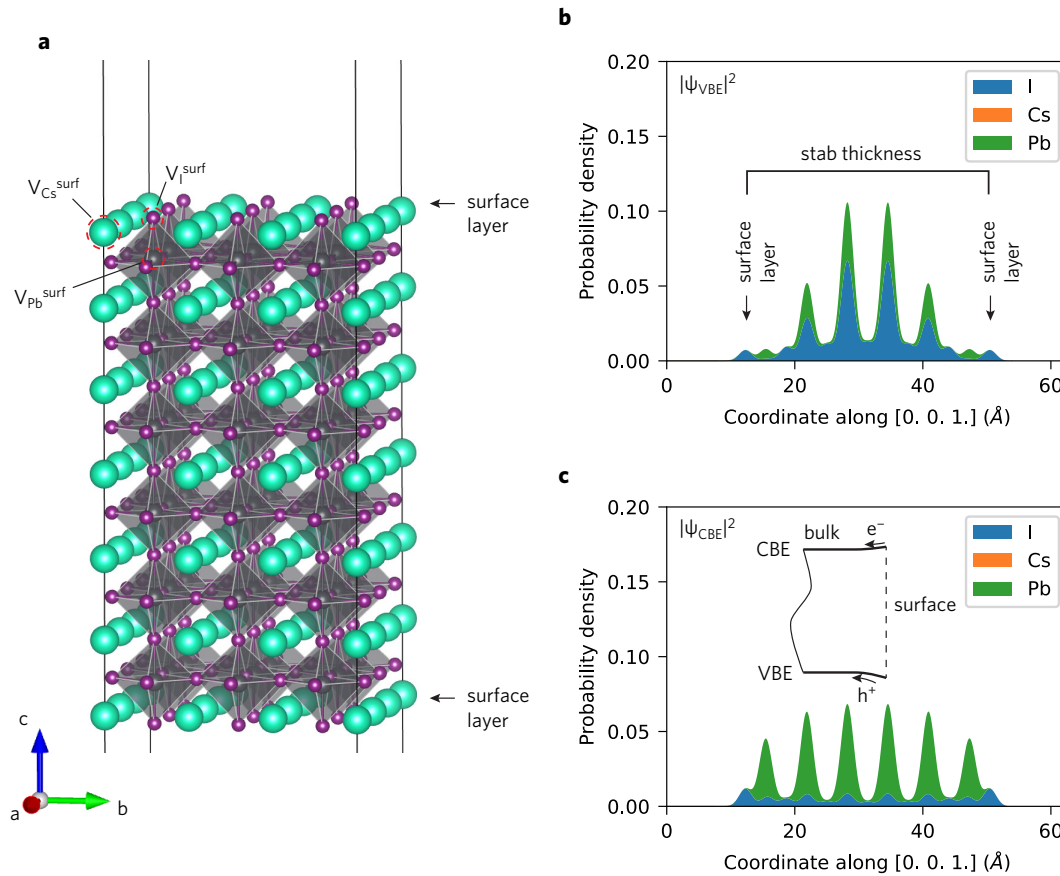 a
V_Cs^surf
V_I^surf
V_Pb^surf
surface
layer
surface
layer
c
a
b
b
|ψ_VBE|²
I
Cs
Pb
stab thickness
surface
layer
surface
layer
Probability density
0.20
0.15
0.10
0.05
0.00
0
20
40
60
Coordinate along [0. 0. 1.] (Å)
c
|ψ_CBE|²
I
Cs
Pb
bulk
e⁻
CBE
surface
VBE
h⁺
Probability density
0.20
0.15
0.10
0.05
0.00
0
20
40
60
Coordinate along [0. 0. 1.] (Å)